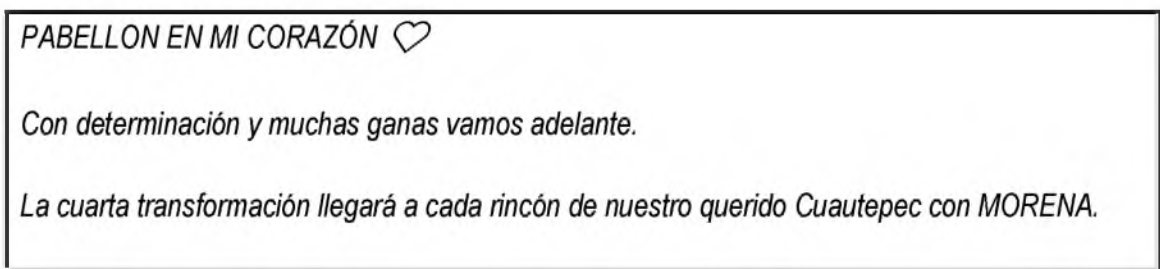 PABELLON EN MI CORAZÓN ♡
Con determinación y muchas ganas vamos adelante.
La cuarta transformación llegará a cada rincón de nuestro querido Cuautepec con MORENA.